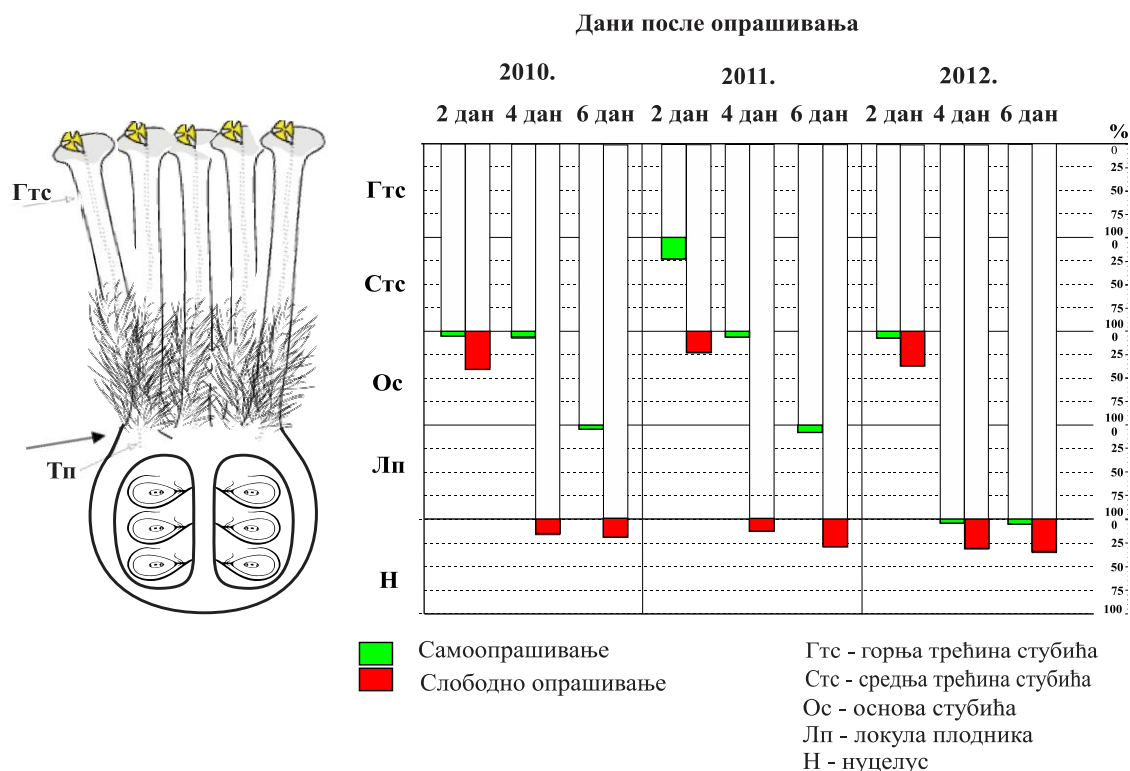 Дани после опрашивања
2010. 2011. 2012.
2 дан 4 дан 6 дан 2 дан 4 дан 6 дан 2 дан 4 дан 6 дан
%
0
25
Гтс
50
75
100
0
25
Стс
50
75
100
0
25
Ос
50
75
100
0
25
Лп
50
75
100
0
25
Н
50
75
100
Гтс
Тп
Самоопрашивање
Слободно опрашивање
Гтс - горња трећина стубића
Стс - средња трећина стубића
Ос - основа стубића
Лп - локула плодника
Н - нуцелус